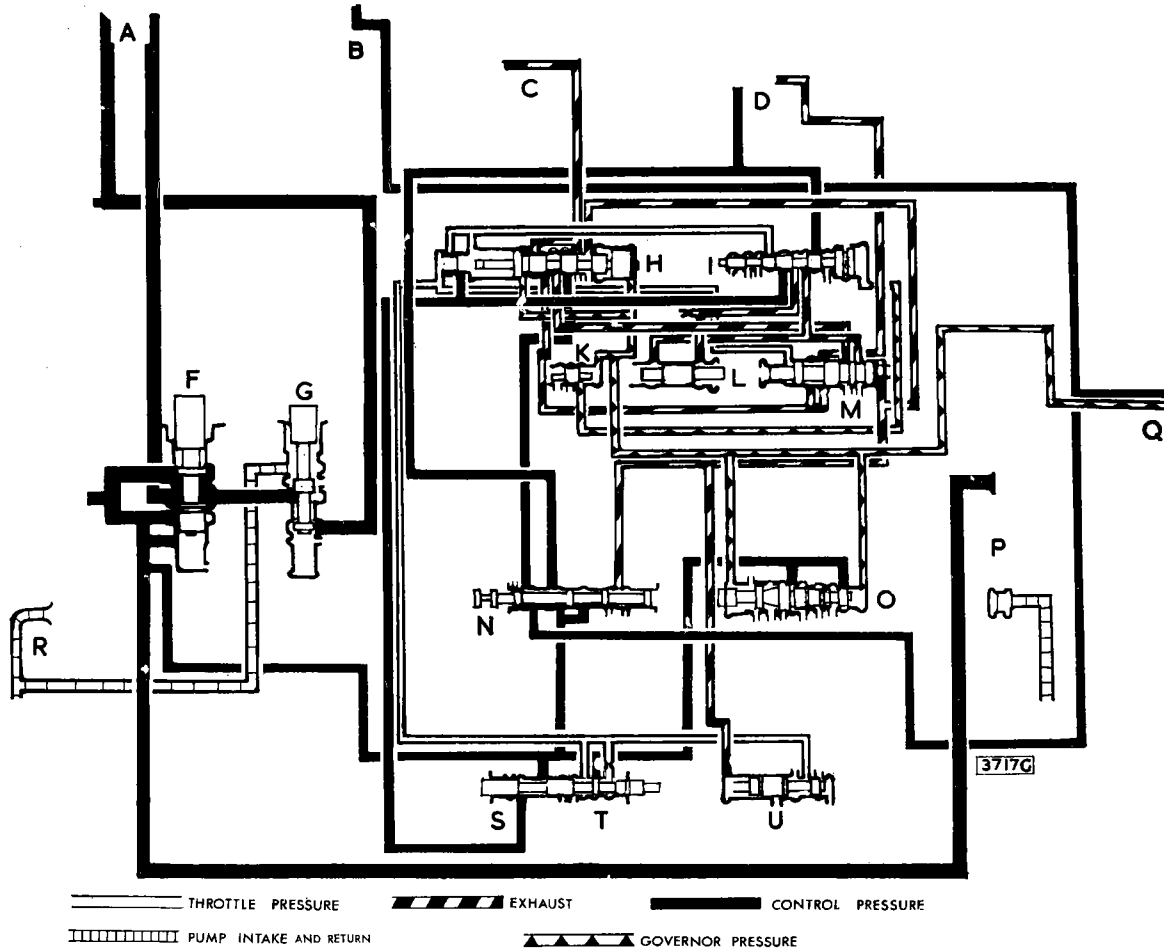 A
B
C
D
H
I
F
G
K
L
M
Q
P
N
O
R
3717G
S
T
U
THROTTLE PRESSURE
EXHAUST
CONTROL PRESSURE
PUMP INTAKE AND RETURN
GOVERNOR PRESSURE